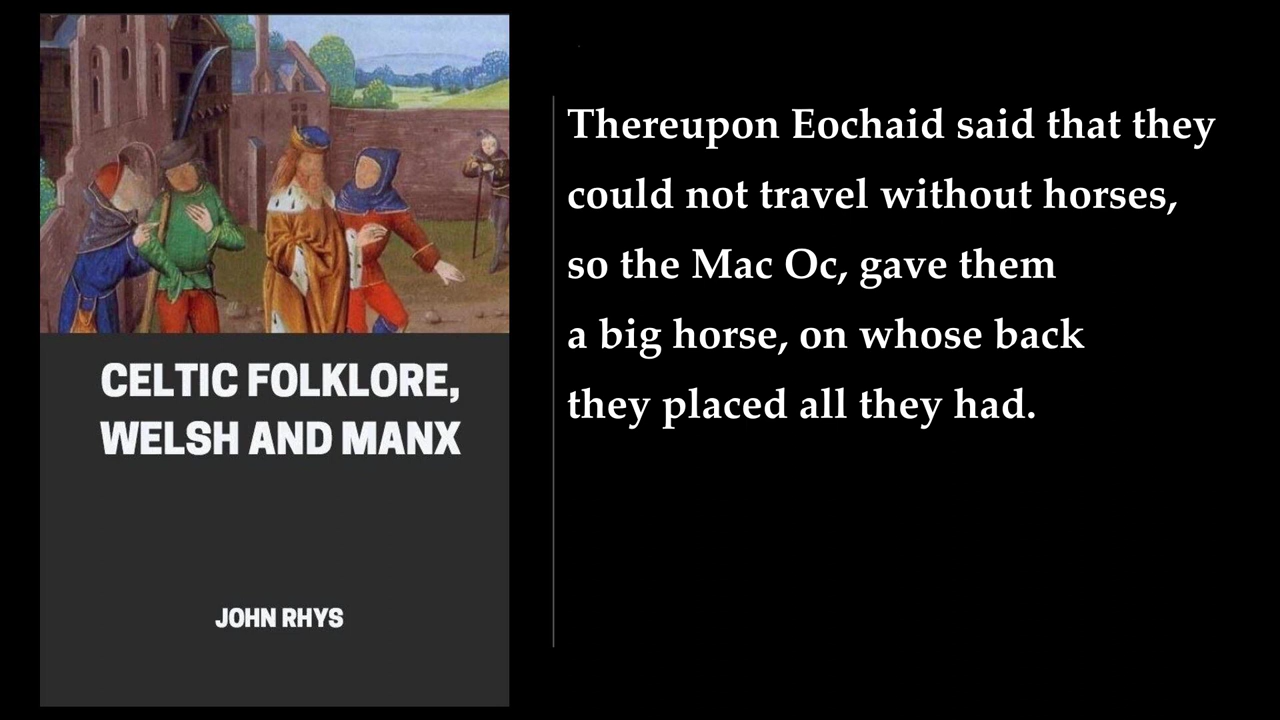 CELTIC FOLKLORE,
WELSH AND MANX
JOHN RHYS
Thereupon Eochaid said that they
could not travel without horses,
so the Mac Oc, gave them
a big horse, on whose back
they placed all they had.